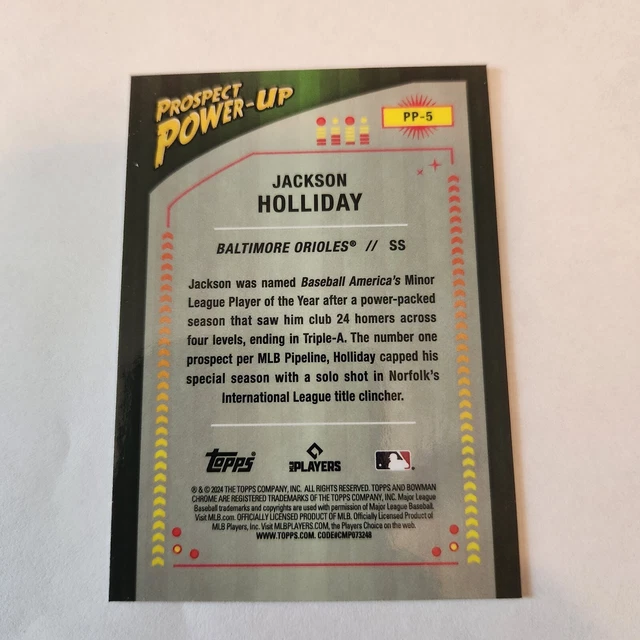 PROSPECT
POWER-UP
PP-5
JACKSON
HOLLIDAY
BALTIMORE ORIOLES® // SS
Jackson was named Baseball America's Minor
League Player of the Year after a power-packed
season that saw him club 24 homers across
four levels, ending in Triple-A. The number one
prospect per MLB Pipeline, Holliday capped his
special season with a solo shot in Norfolk's
International League title clincher.
Topps
MLB PLAYERS
® & © 2024 THE TOPPS COMPANY, INC. ALL RIGHTS RESERVED. TOPPS AND BOWMAN
CHROME ARE REGISTERED TRADEMARKS OF THE TOPPS COMPANY, INC. Major League
Baseball trademarks and copyrights are used with permission of Major League Baseball.
Visit MLB.com. OFFICIALLY LICENSED PRODUCT OF MLB. Officially Licensed Product of
MLB Players, Inc. Visit MLBPLAYERS.COM, the Players Choice on the web.
WWW.TOPPS.COM. CODE#CMP073248